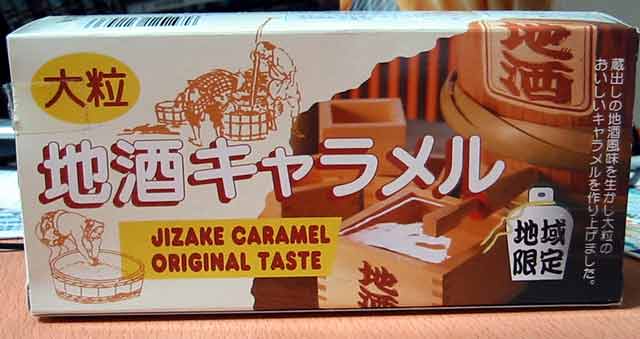 大粒
地酒キャラメル
JIZAKE CARAMEL
ORIGINAL TASTE
地酒
地酒
蔵出しの地酒風味を生かし大粒の
おいしいキャラメルを作り上げました。
地域
限定